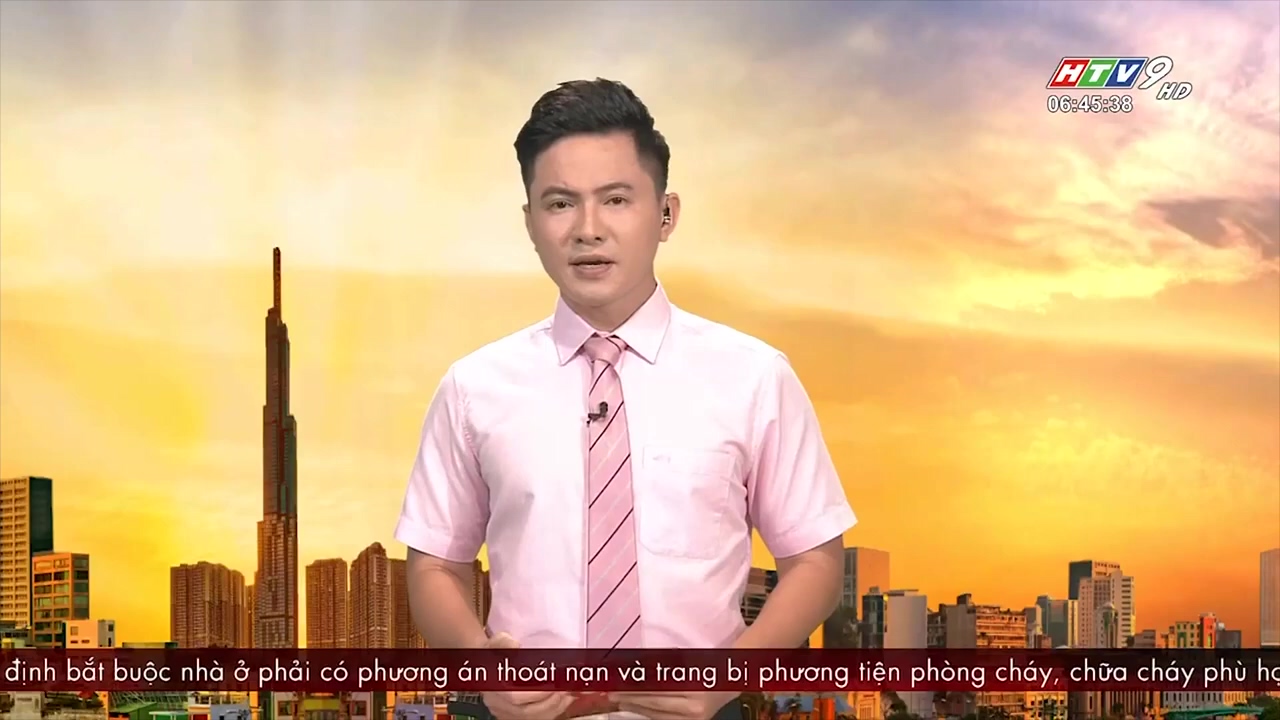 HTV9
HD
06:45:38
định bắt buộc nhà ở phải có phương án thoát nạn và trang bị phương tiện phòng cháy, chữa cháy phù